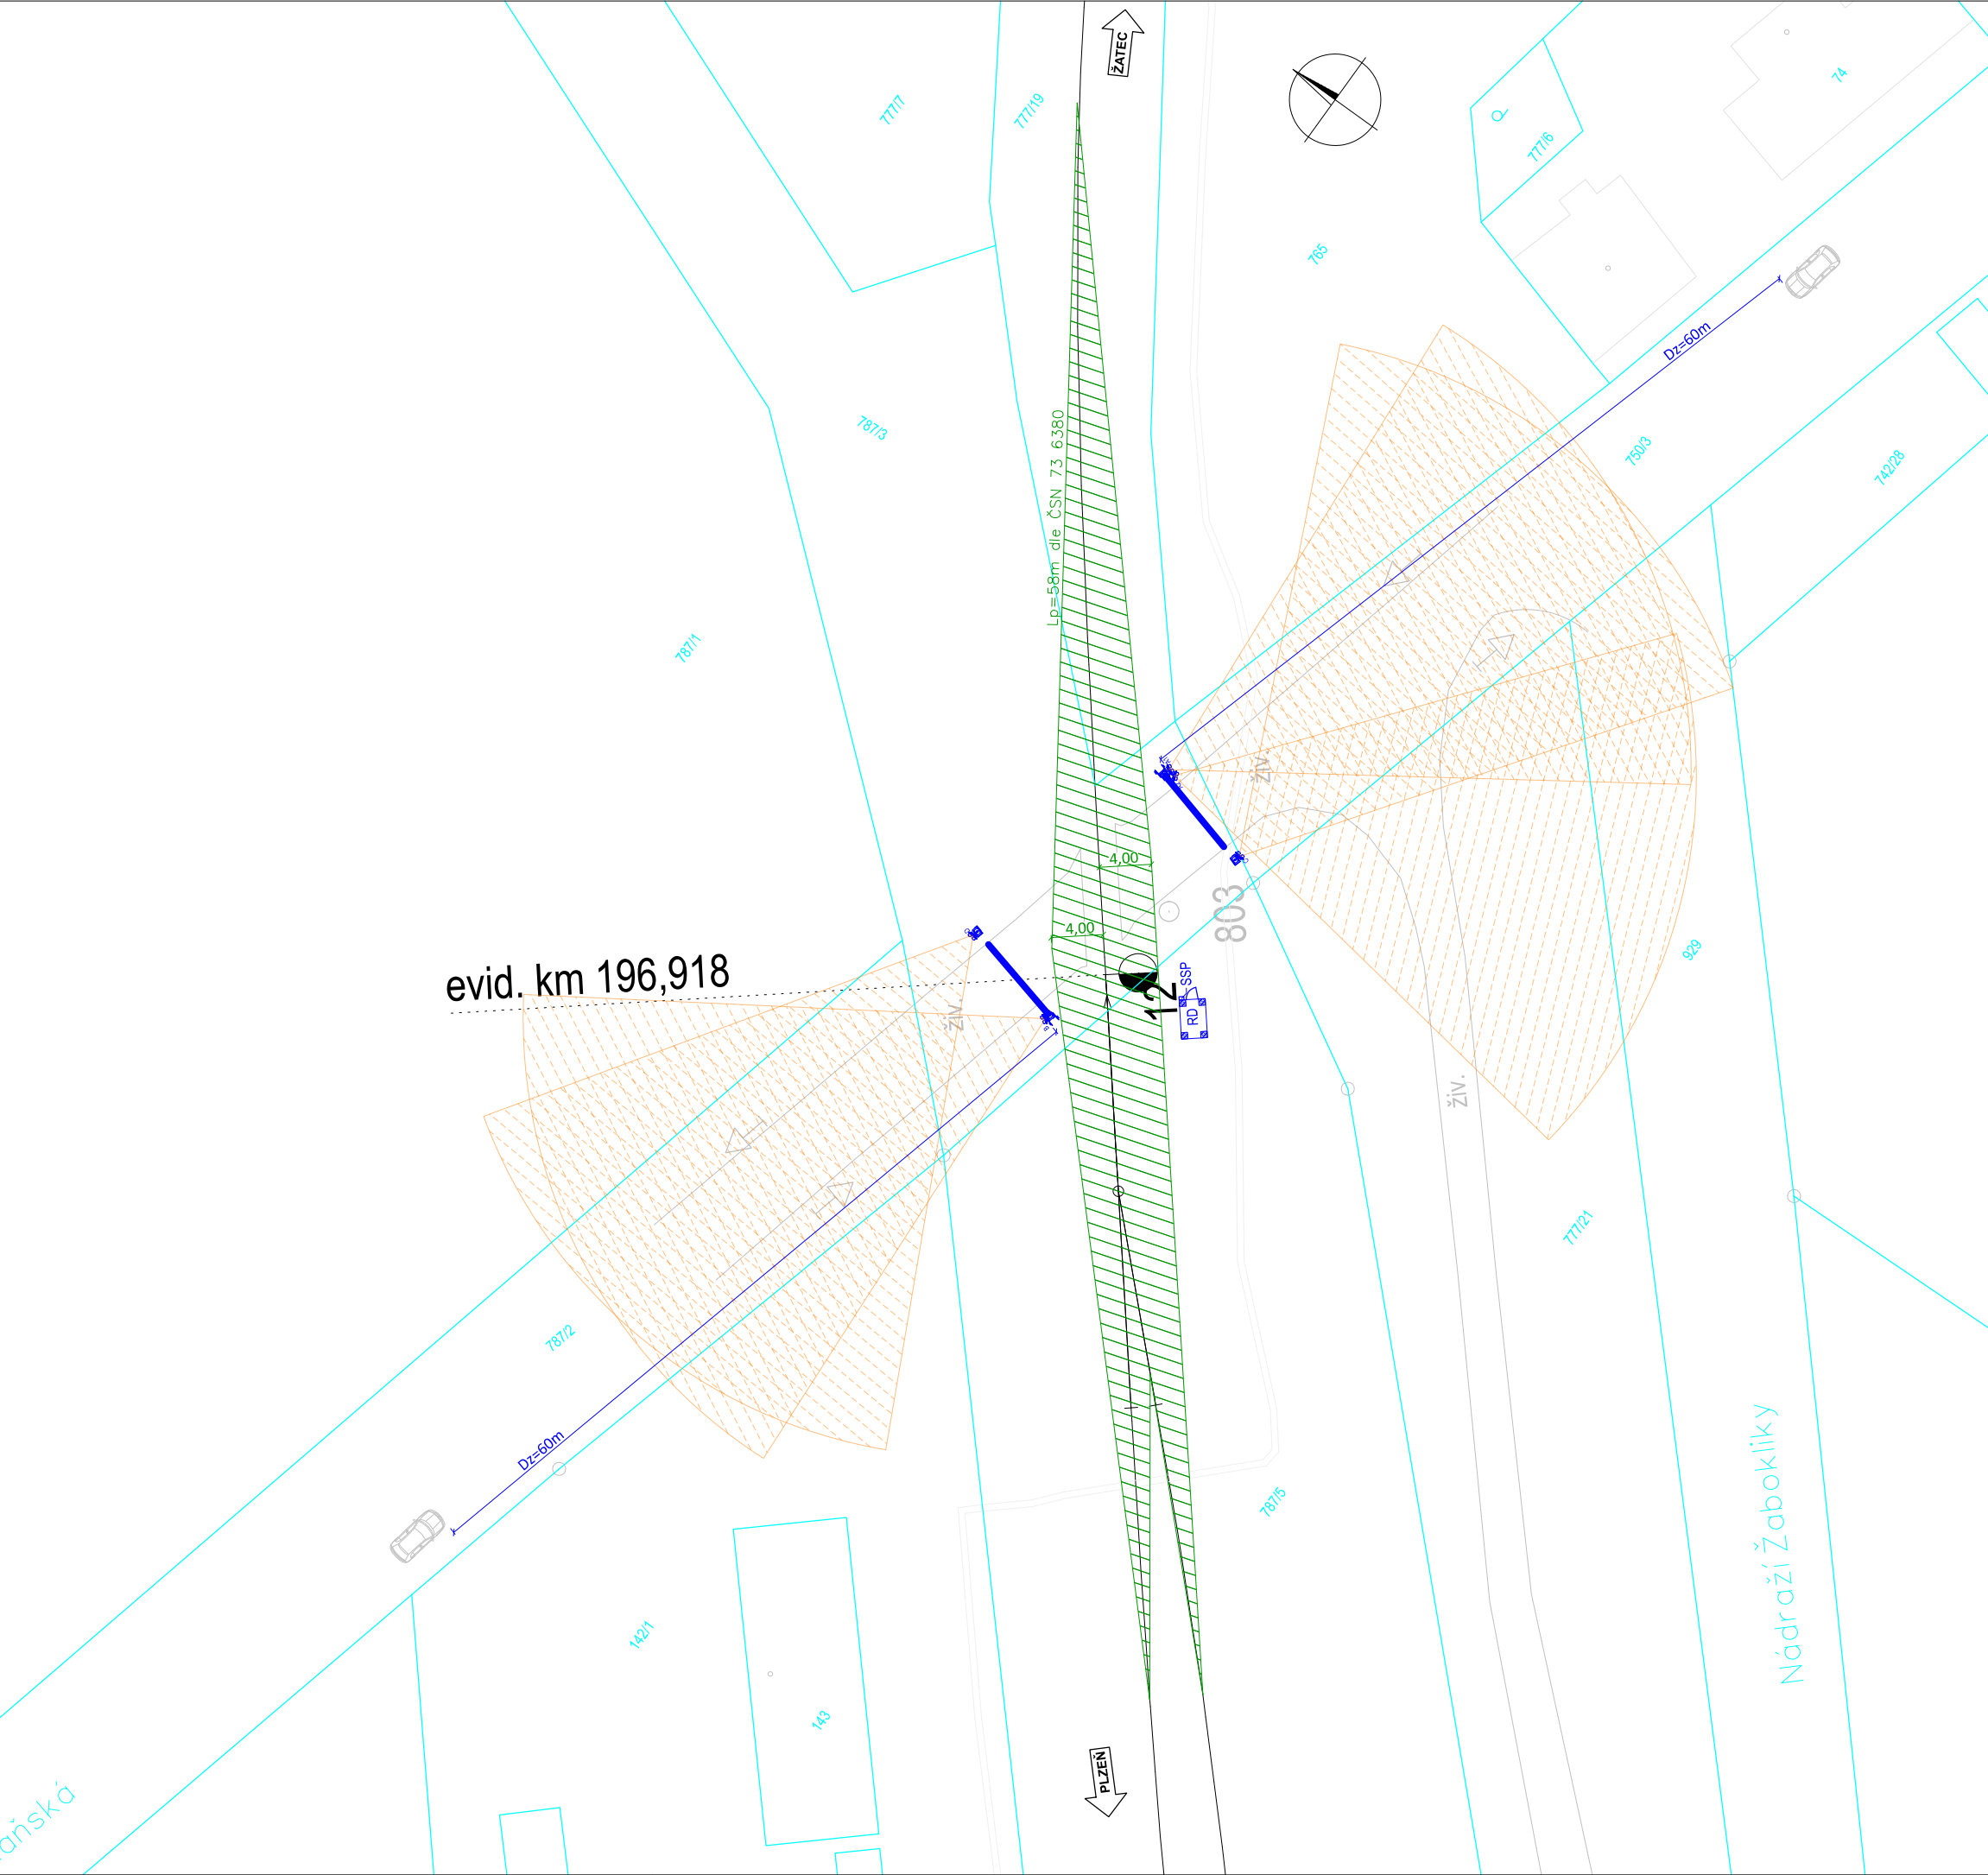 ŽATEC
777/7
777/19
74
777/6
765
Dz=60m
787/3
Lp=58m dle ČSN 73 6380
750/3
742/28
787/1
živ.
4,00
803
4,00
929
evid. km 196,918
SSP
12
RD
živ.
živ.
777/21
787/2
Dz=60m
787/5
Nádraží Žabokliky
142/1
143
PLZEŇ
aňská